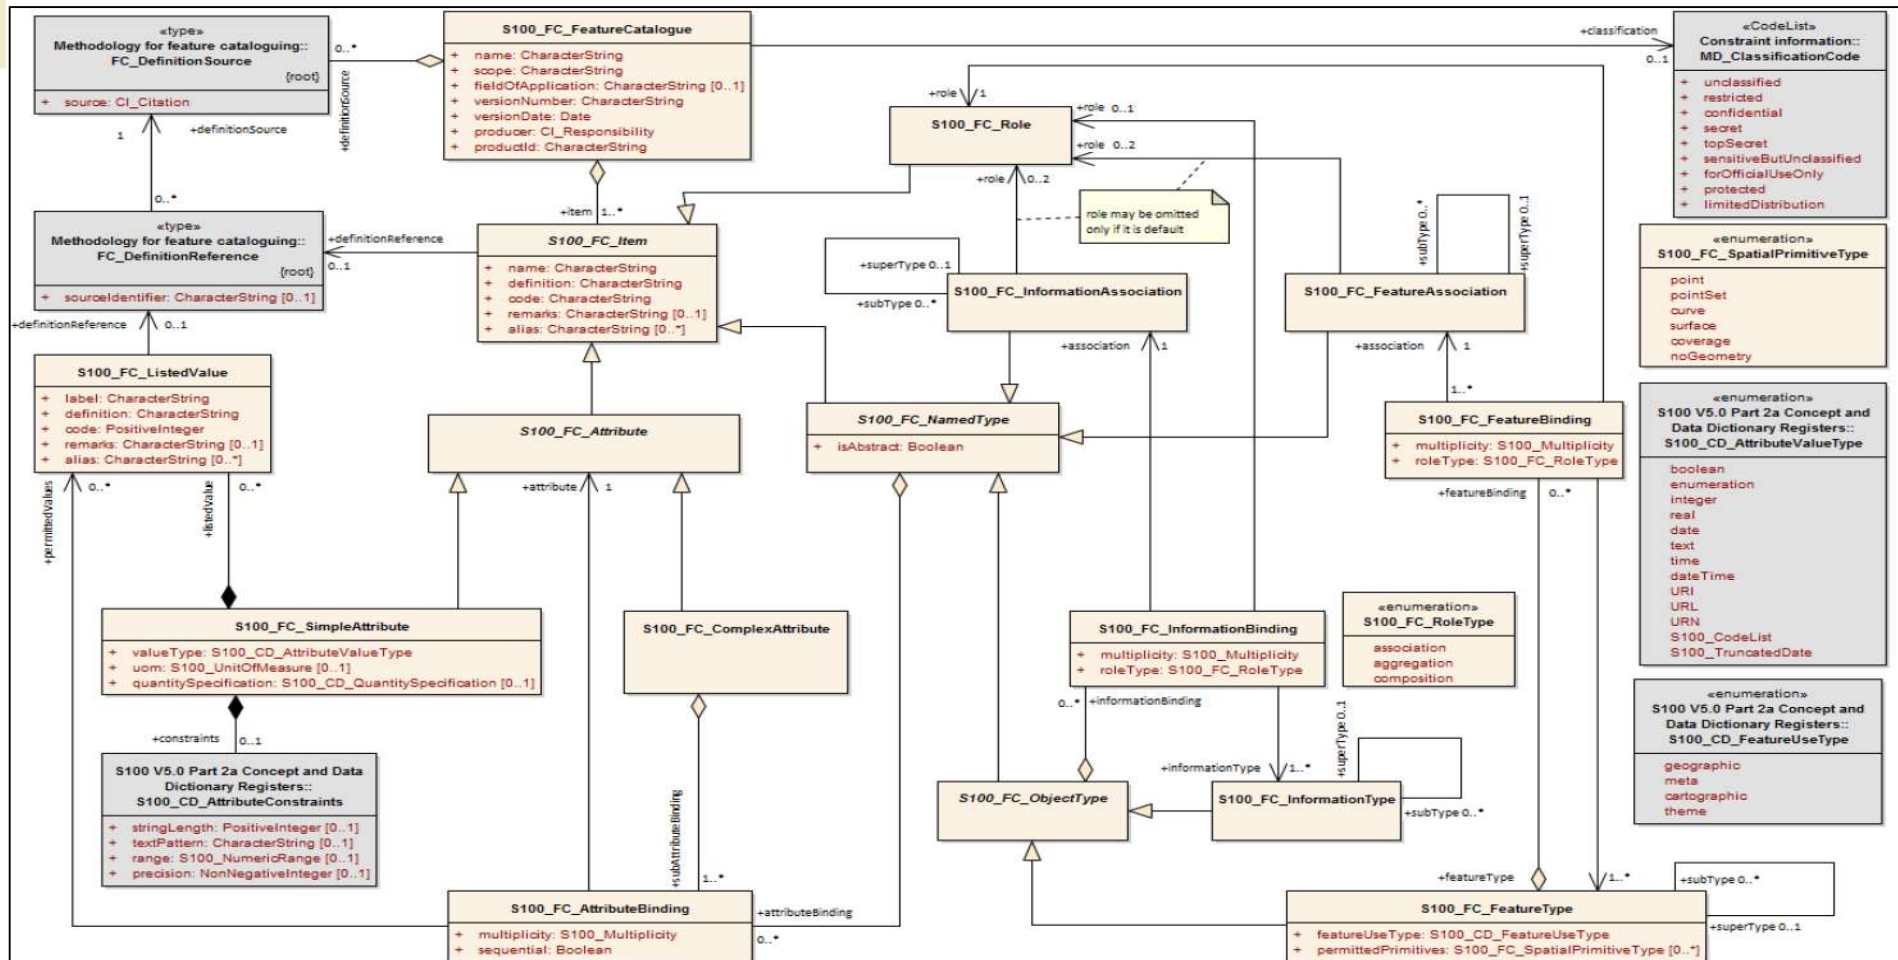 «type»
Methodology for feature cataloguing::
FC_DefinitionSource
{root}
+ source: CI_Citation
0..*
+definitionSource
1
+definitionSource
S100_FC_FeatureCatalogue
+ name: CharacterString
+ scope: CharacterString
+ fieldOfApplication: CharacterString [0..1]
+ versionNumber: CharacterString
+ versionDate: Date
+ producer: CI_Responsibility
+ productId: CharacterString
+classification
0..1
«CodeList»
Constraint information::
MD_ClassificationCode
+ unclassified
+ restricted
+ confidential
+ secret
+ topSecret
+ sensitiveButUnclassified
+ forOfficialUseOnly
+ protected
+ limitedDistribution
+role 1
+role 0..1
+role 0..2
S100_FC_Role
+role 0..2
role may be omitted
only if it is default
+item 1..*
0..*
«type»
Methodology for feature cataloguing::
FC_DefinitionReference
{root}
+ sourceIdentifier: CharacterString [0..1]
+definitionReference
0..1
S100_FC_Item
+ name: CharacterString
+ definition: CharacterString
+ code: CharacterString
+ remarks: CharacterString [0..1]
+ alias: CharacterString [0..*]
+superType 0..1
+subType 0..*
S100_FC_InformationAssociation
+subType 0..*
+superType 0..1
S100_FC_FeatureAssociation
«enumeration»
S100_FC_SpatialPrimitiveType
point
pointSet
curve
surface
coverage
noGeometry
+definitionReference 0..1
S100_FC_ListedValue
+ label: CharacterString
+ definition: CharacterString
+ code: PositiveInteger
+ remarks: CharacterString [0..1]
+ alias: CharacterString [0..*]
+association 1
+association 1
1..*
S100_FC_Attribute
S100_FC_NamedType
+ isAbstract: Boolean
S100_FC_FeatureBinding
+ multiplicity: S100_Multiplicity
+ roleType: S100_FC_RoleType
«enumeration»
S100 V5.0 Part 2a Concept and
Data Dictionary Registers::
S100_CD_AttributeValueType
boolean
enumeration
integer
real
date
text
time
dateTime
URI
URL
URN
S100_CodeList
S100_TruncatedDate
+permittedValues
0..*
+listedValue
0..*
+attribute 1
+featureBinding 0..*
S100_FC_SimpleAttribute
+ valueType: S100_CD_AttributeValueType
+ uom: S100_UnitOfMeasure [0..1]
+ quantitySpecification: S100_CD_QuantitySpecification [0..1]
S100_FC_ComplexAttribute
S100_FC_InformationBinding
+ multiplicity: S100_Multiplicity
+ roleType: S100_FC_RoleType
«enumeration»
S100_FC_RoleType
association
aggregation
composition
«enumeration»
S100 V5.0 Part 2a Concept and
Data Dictionary Registers::
S100_CD_FeatureUseType
geographic
meta
cartographic
theme
+constraints 0..1
0..* +informationBinding
+superType 0..1
S100 V5.0 Part 2a Concept and Data
Dictionary Registers::
S100_CD_AttributeConstraints
+ stringLength: PositiveInteger [0..1]
+ textPattern: CharacterString [0..1]
+ range: S100_NumericRange [0..1]
+ precision: NonNegativeInteger [0..1]
+informationType 1..*
S100_FC_ObjectType
S100_FC_InformationType
+subType 0..*
+subAttributeBinding
1..*
+featureType 1..*
+subType 0..*
S100_FC_AttributeBinding
+ multiplicity: S100_Multiplicity
+ sequential: Boolean
+attributeBinding
0..*
S100_FC_FeatureType
+ featureUseType: S100_CD_FeatureUseType
+ permittedPrimitives: S100_FC_SpatialPrimitiveType [0..*]
+superType 0..1